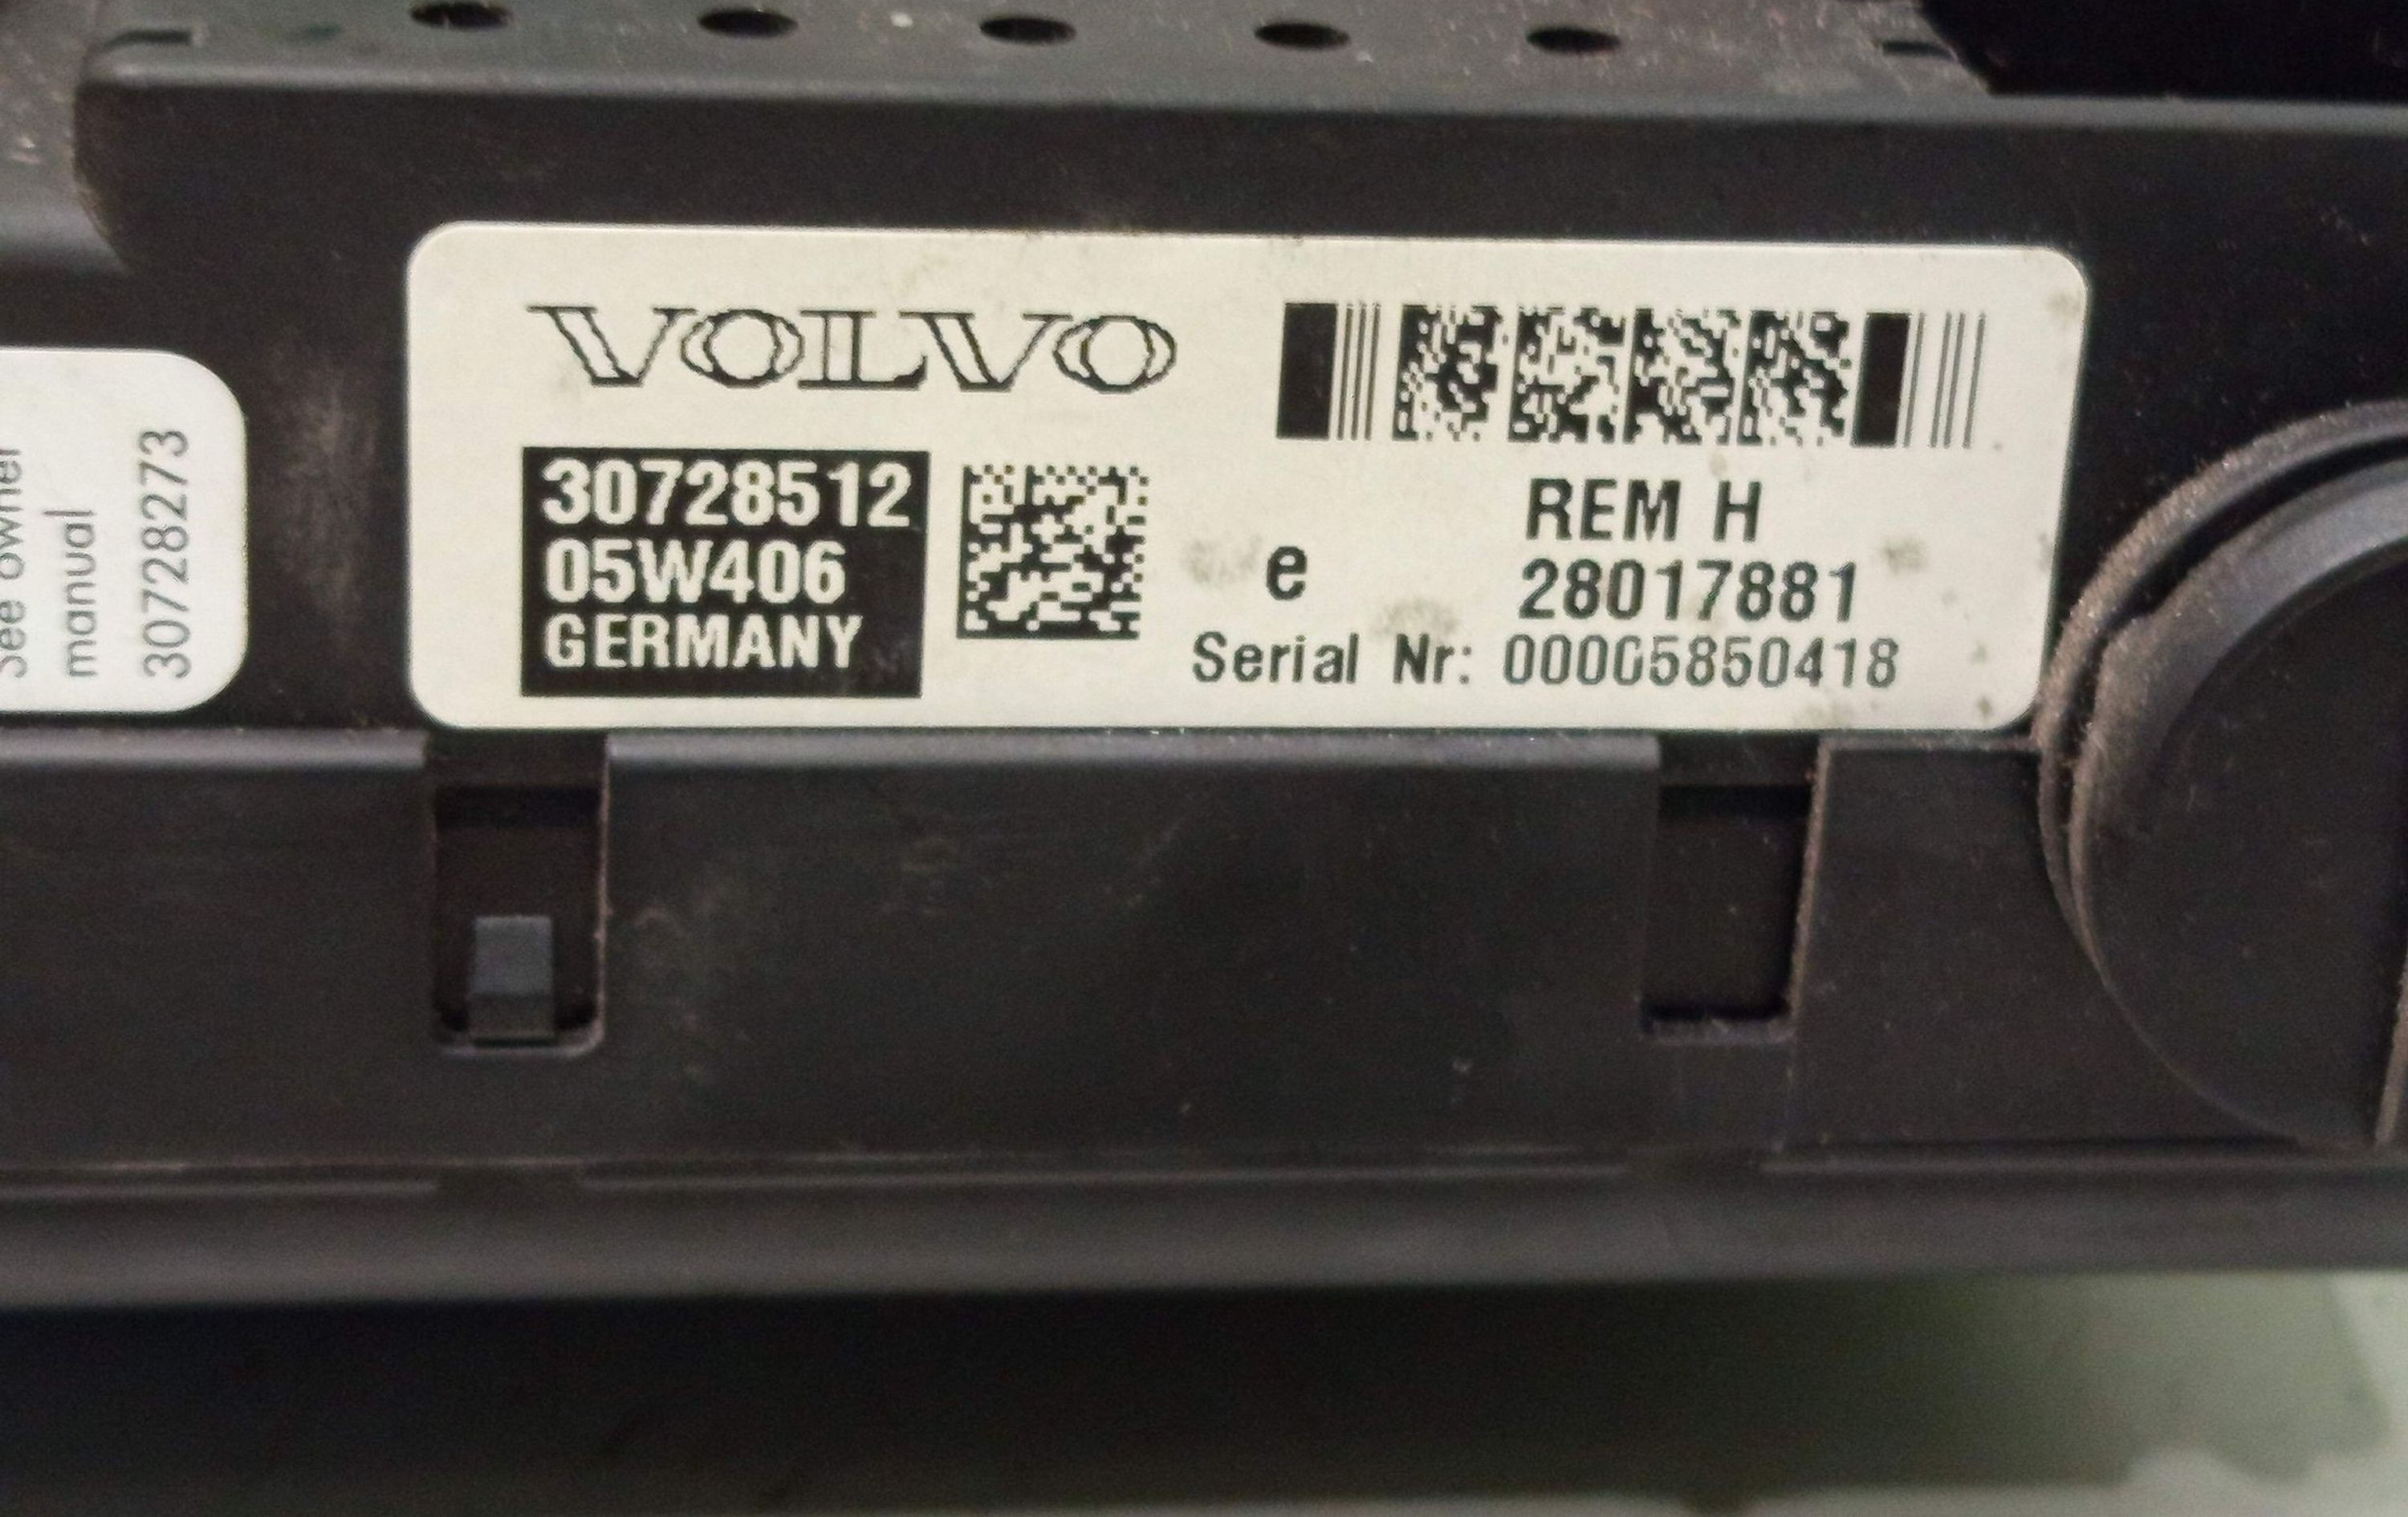 See owner
manual
30728273
VOLVO
30728512
05W406
GERMANY
e
REM H
28017881
Serial Nr: 00005850418